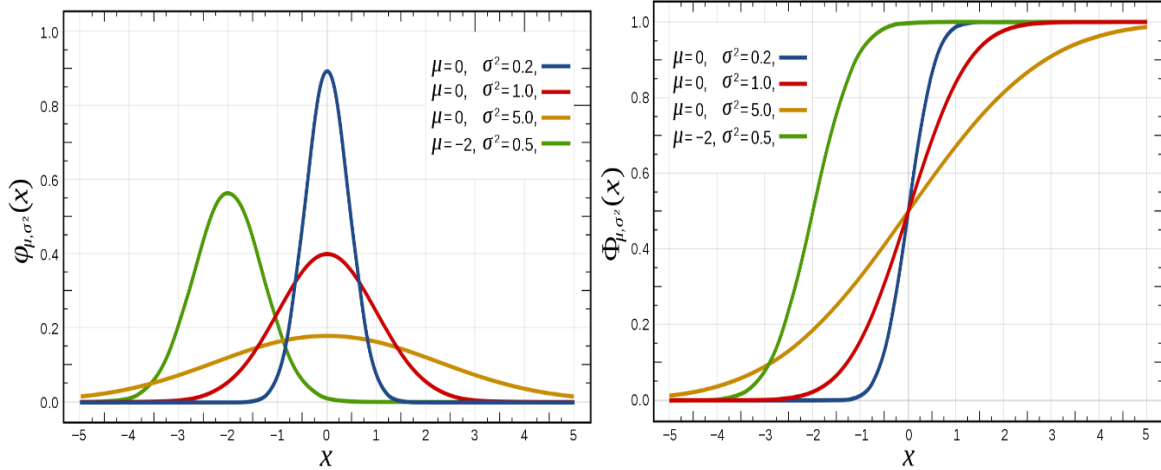 1.0
0.8
0.6
0.4
0.2
0.0
φμ,σ²(x)
μ=0, σ²=0.2,
μ=0, σ²=1.0,
μ=0, σ²=5.0,
μ=−2, σ²=0.5,
-5 -4 -3 -2 -1 0 1 2 3 4 5
x
1.0
0.8
0.6
0.4
0.2
0.0
Φμ,σ²(x)
μ=0, σ²=0.2,
μ=0, σ²=1.0,
μ=0, σ²=5.0,
μ=−2, σ²=0.5,
-5 -4 -3 -2 -1 0 1 2 3 4 5
x